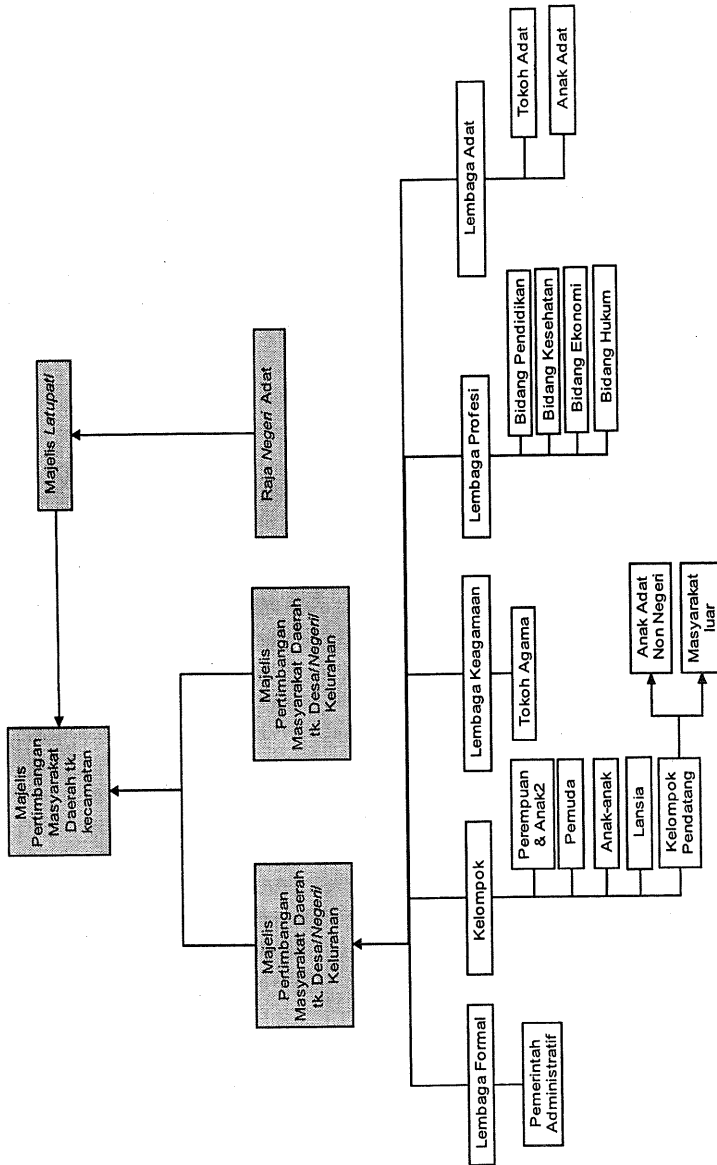 Majelis
Pertimbangan
Masyarakat
Daerah tk.
kecamatan
Majelis Latupati
Majelis
Pertimbangan
Masyarakat Daerah
tk. Desa/Negeri/
Kelurahan
Majelis
Pertimbangan
Masyarakat Daerah
tk. Desa/Negeri/
Kelurahan
Raja Negeri Adat
Lembaga Formal
Pemerintah
Administratif
Kelompok
Perempuan
& Anak2
Pemuda
Anak-anak
Lansia
Kelompok
Pendatang
Anak Adat
Non Negeri
Masyarakat
luar
Lembaga Keagamaan
Tokoh Agama
Lembaga Profesi
Bidang Pendidikan
Bidang Kesehatan
Bidang Ekonomi
Bidang Hukum
Lembaga Adat
Tokoh Adat
Anak Adat